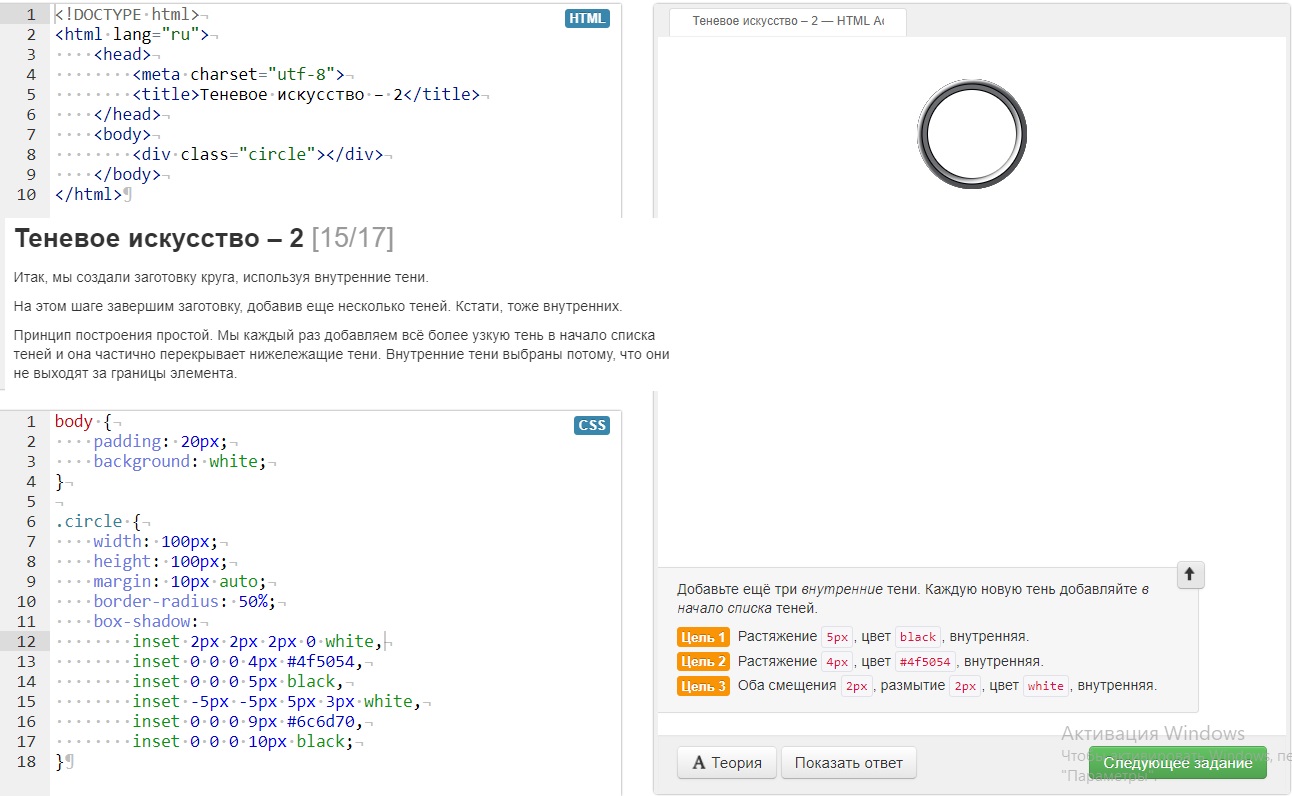 1 <!DOCTYPE html>
HTML
2 <html lang="ru">
3 <head>
4 <meta charset="utf-8">
5 <title>Теневое искусство – 2</title>
6 </head>
7 <body>
8 <div class="circle"></div>
9 </body>
10 </html>
Теневое искусство – 2 [15/17]
Итак, мы создали заготовку круга, используя внутренние тени.
На этом шаге завершим заготовку, добавив еще несколько теней. Кстати, тоже внутренних.
Принцип построения простой. Мы каждый раз добавляем всё более узкую тень в начало списка
теней и она частично перекрывает нижележащие тени. Внутренние тени выбраны потому, что они
не выходят за границы элемента.
1 body {
CSS
2 padding: 20px;
3 background: white;
4 }
5
6 .circle {
7 width: 100px;
8 height: 100px;
9 margin: 10px auto;
10 border-radius: 50%;
11 box-shadow:
12 inset 2px 2px 2px 0 white,
13 inset 0 0 0 4px #4f5054,
14 inset 0 0 0 5px black,
15 inset -5px -5px 5px 3px white,
16 inset 0 0 0 9px #6c6d70,
17 inset 0 0 0 10px black;
18 }
Теневое искусство – 2 — HTML Ac
Добавьте ещё три внутренние тени. Каждую новую тень добавляйте в
начало списка теней.
Цель 1 Растяжение 5px, цвет black, внутренняя.
Цель 2 Растяжение 4px, цвет #4f5054, внутренняя.
Цель 3 Оба смещения 2px, размытие 2px, цвет white, внутренняя.
Активация Windows
"Параметры".
A Теория
Показать ответ
Следующее задание